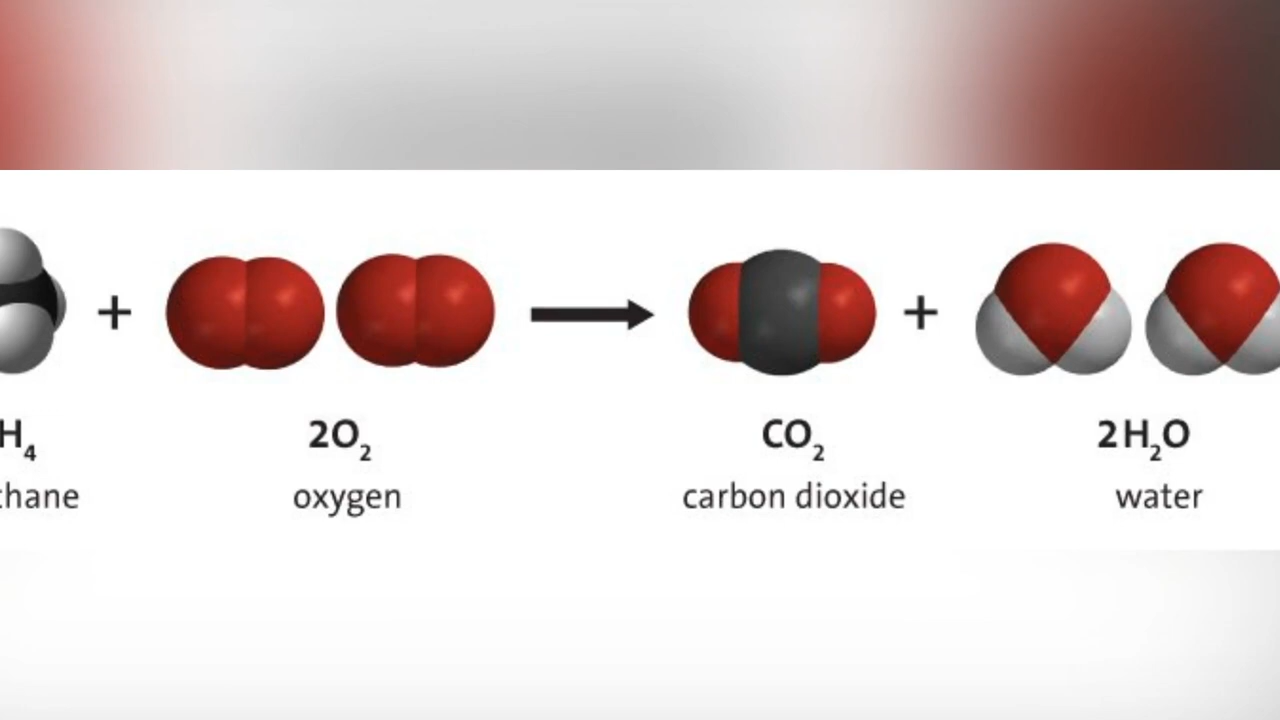 H₄ + 2O₂ → CO₂ + 2H₂O
thane oxygen carbon dioxide water